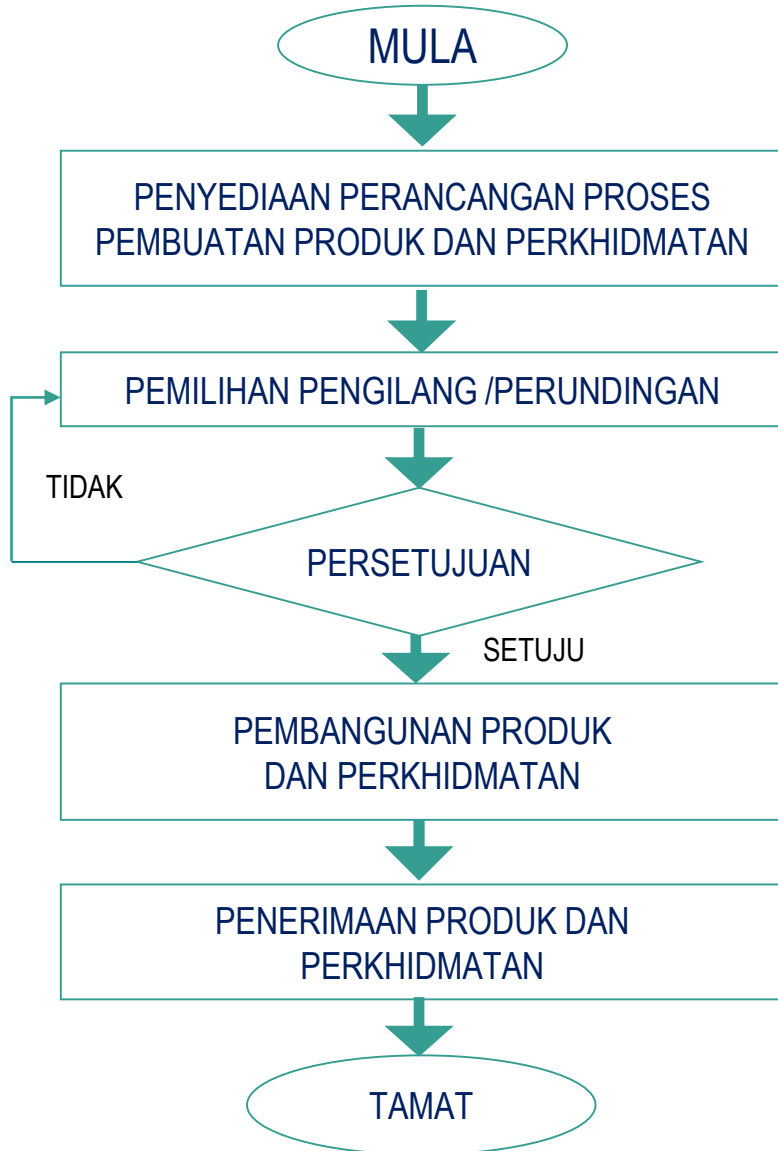 MULA
PENYEDIAAN PERANCANGAN PROSES
PEMBUATAN PRODUK DAN PERKHIDMATAN
PEMILIHAN PENGILANG /PERUNDINGAN
TIDAK
PERSETUJUAN
SETUJU
PEMBANGUNAN PRODUK
DAN PERKHIDMATAN
PENERIMAAN PRODUK DAN
PERKHIDMATAN
TAMAT